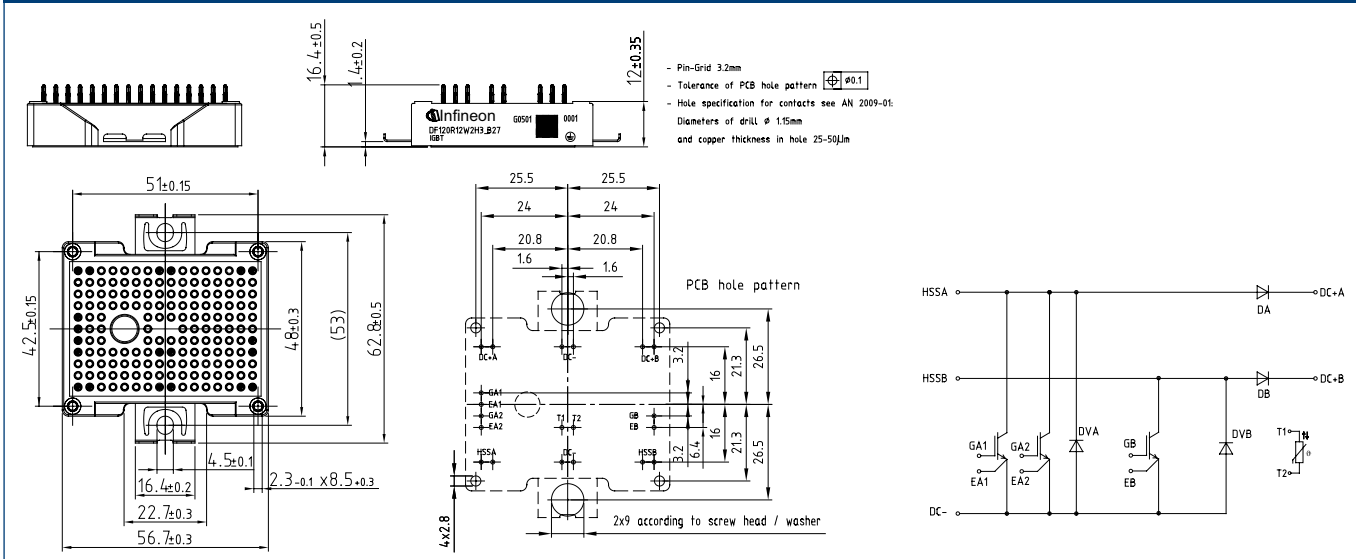 16.4±0.5
1.4±0.2
12±0.35
Infineon
DF120R12W2H3_B27
IGBT
G0501
0001
- Pin-Grid 3.2mm
- Tolerance of PCB hole pattern ⌀0.1
- Hole specification for contacts see AN 2009-01:
Diameters of drill ⌀ 1.15mm
and copper thickness in hole 25-50µm
51±0.15
42.5±0.15
48±0.3
(53)
62.8±0.5
4.5±0.1
16.4±0.2
2.3-0.1 x8.5+0.3
22.7±0.3
56.7±0.3
25.5
25.5
24
24
20.8
20.8
1.6
1.6
PCB hole pattern
DC+A
DC-
DC+B
GA1
EA1
GA2
EA2
T1
T2
GB
EB
HSSA
DC-
HSSB
3.2
16
21.3
26.5
3.2
6.4
16
21.3
26.5
4x2.8
2x9 according to screw head / washer
HSSA
DC+A
DA
HSSB
DC+B
DB
GA1
EA1
GA2
EA2
DVA
GB
EB
DVB
T1
T2
ϑ
DC-